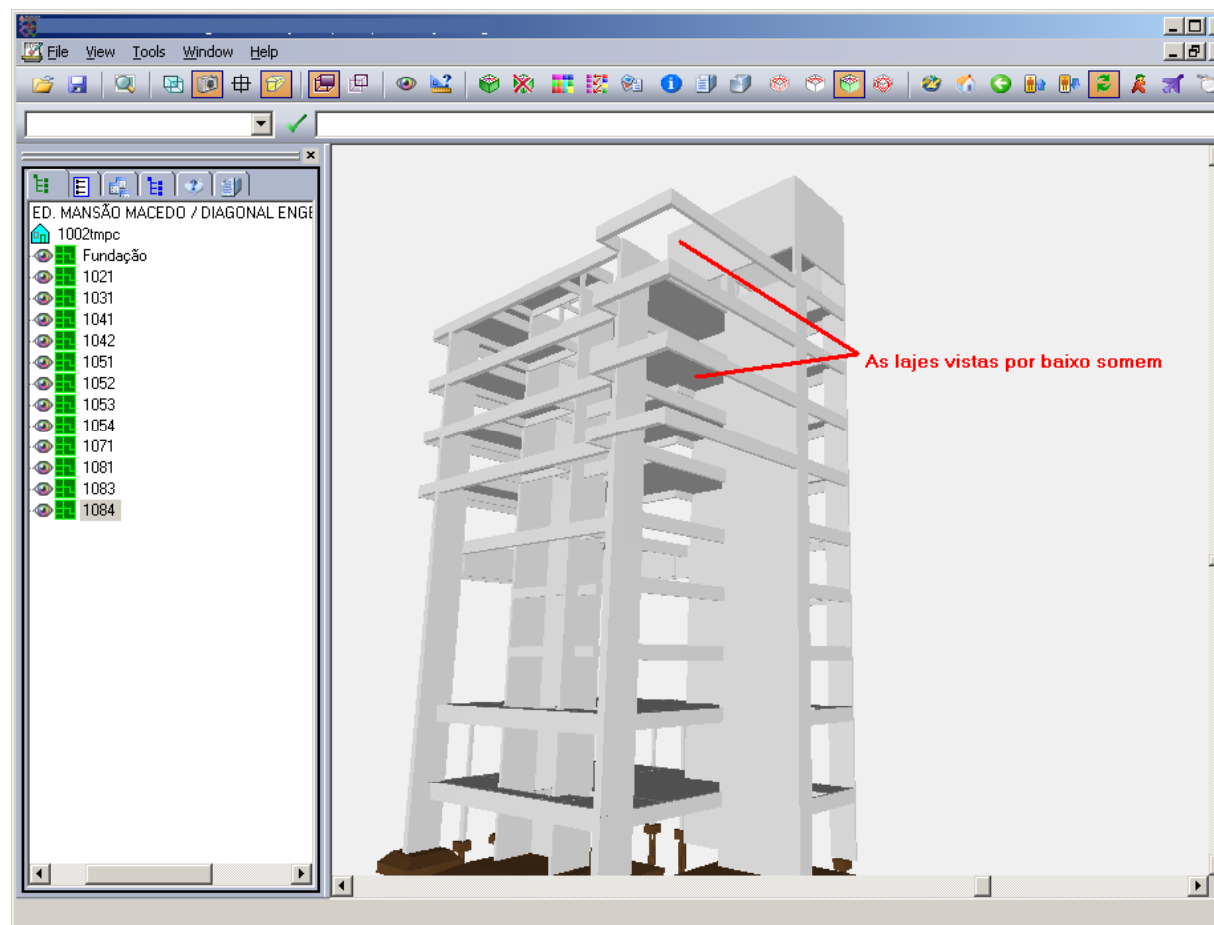 File View Tools Window Help
ED. MANSÃO MACEDO / DIAGONAL ENGE
1002tmpc
Fundação
1021
1031
1041
1042
1051
1052
1053
1054
1071
1081
1083
1084
As lajes vistas por baixo somem